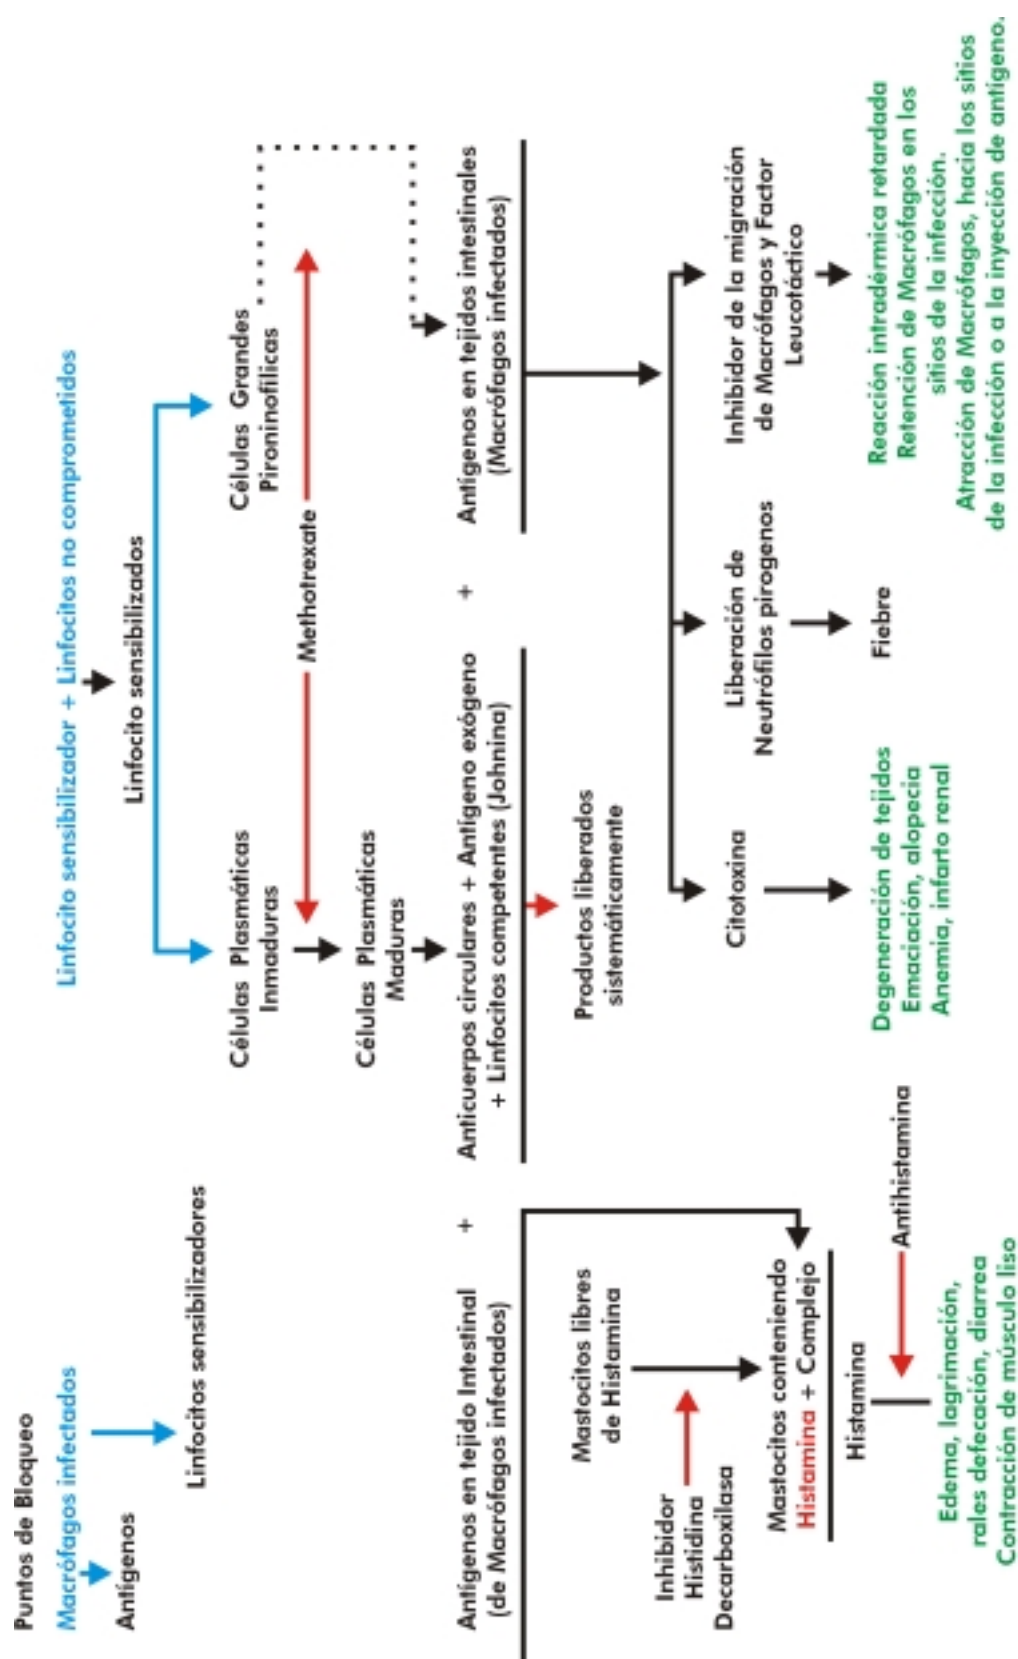 Puntos de Bloqueo
Macrófagos infectados
Antígenos
Linfocitos sensibilizadores
Linfocito sensibilizador + Linfocitos no comprometidos
Linfocito sensibilizados
Células Plasmáticas
Inmaduras
Células Grandes
Pironinofílicas
Methotrexate
Células Plasmáticas
Maduras
Antígenos en tejido Intestinal
(de Macrófagos infectados)
+
Anticuerpos circulares + Antígeno exógeno
+ Linfocitos competentes (Johnina)
+
Antígenos en tejidos intestinales
(Macrófagos infectados)
Mastocitos libres
de Histamina
Inhibidor
Histidina
Decarboxilasa
Mastocitos conteniendo
Histamina + Complejo
Histamina
Antihistamina
Edema, lagrimación,
rales defecación, diarrea
Contracción de músculo liso
Productos liberados
sistemáticamente
Citotoxina
Degeneración de tejidos
Emaciación, alopecia
Anemia, infarto renal
Liberación de
Neutrófilos pirogenos
Fiebre
Inhibidor de la migración
de Macrófagos y Factor
Leucotáctico
Reacción intradérmica retardada
Retención de Macrófagos en los
sitios de la infección.
Atracción de Macrófagos, hacia los sitios
de la infección o a la inyección de antígeno.